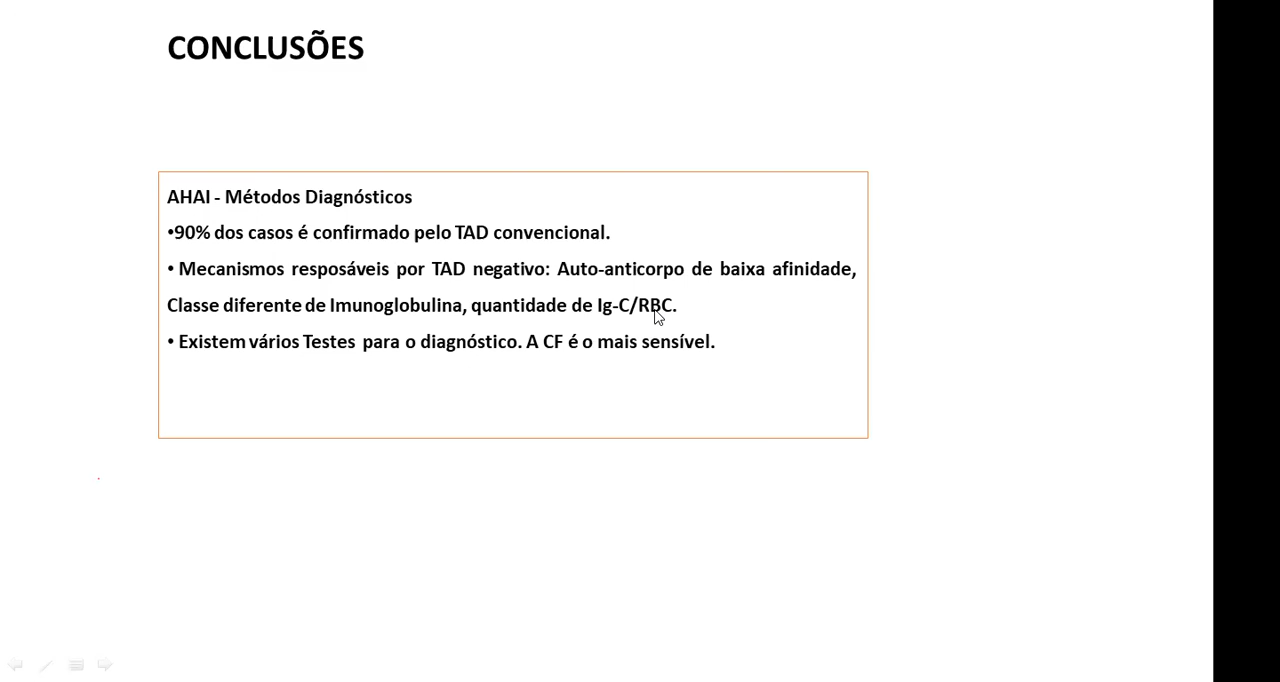 CONCLUSÕES
AHAI - Métodos Diagnósticos
•90% dos casos é confirmado pelo TAD convencional.
• Mecanismos resposáveis por TAD negativo: Auto-anticorpo de baixa afinidade,
Classe diferente de Imunoglobulina, quantidade de Ig-C/RBC.
• Existem vários Testes para o diagnóstico. A CF é o mais sensível.